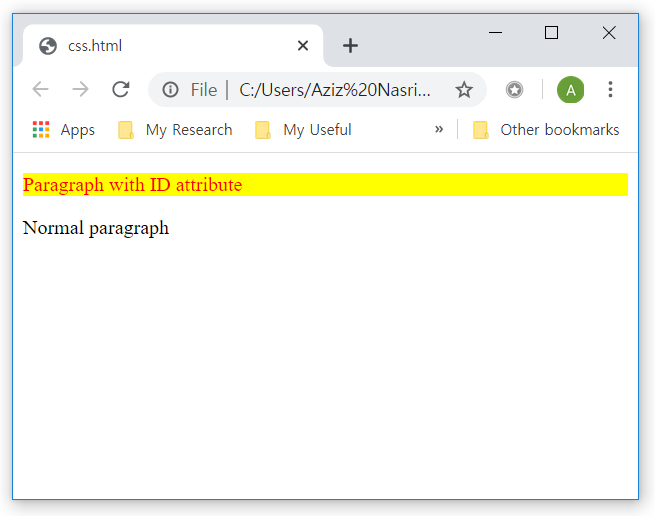 css.html
File | C:/Users/Aziz%20Nasri... A
Apps My Research My Useful » Other bookmarks
Paragraph with ID attribute
Normal paragraph